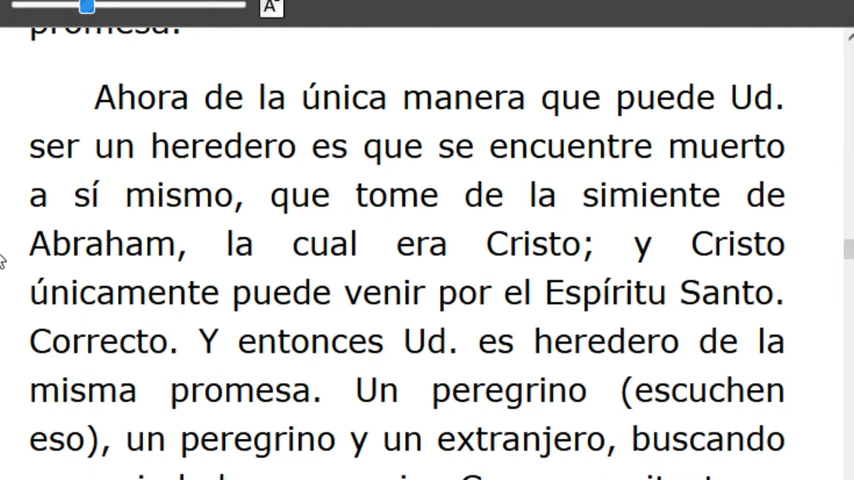 A
promesa.
Ahora de la única manera que puede Ud.
ser un heredero es que se encuentre muerto
a sí mismo, que tome de la simiente de
Abraham, la cual era Cristo; y Cristo
únicamente puede venir por el Espíritu Santo.
Correcto. Y entonces Ud. es heredero de la
misma promesa. Un peregrino (escuchen
eso), un peregrino y un extranjero, buscando